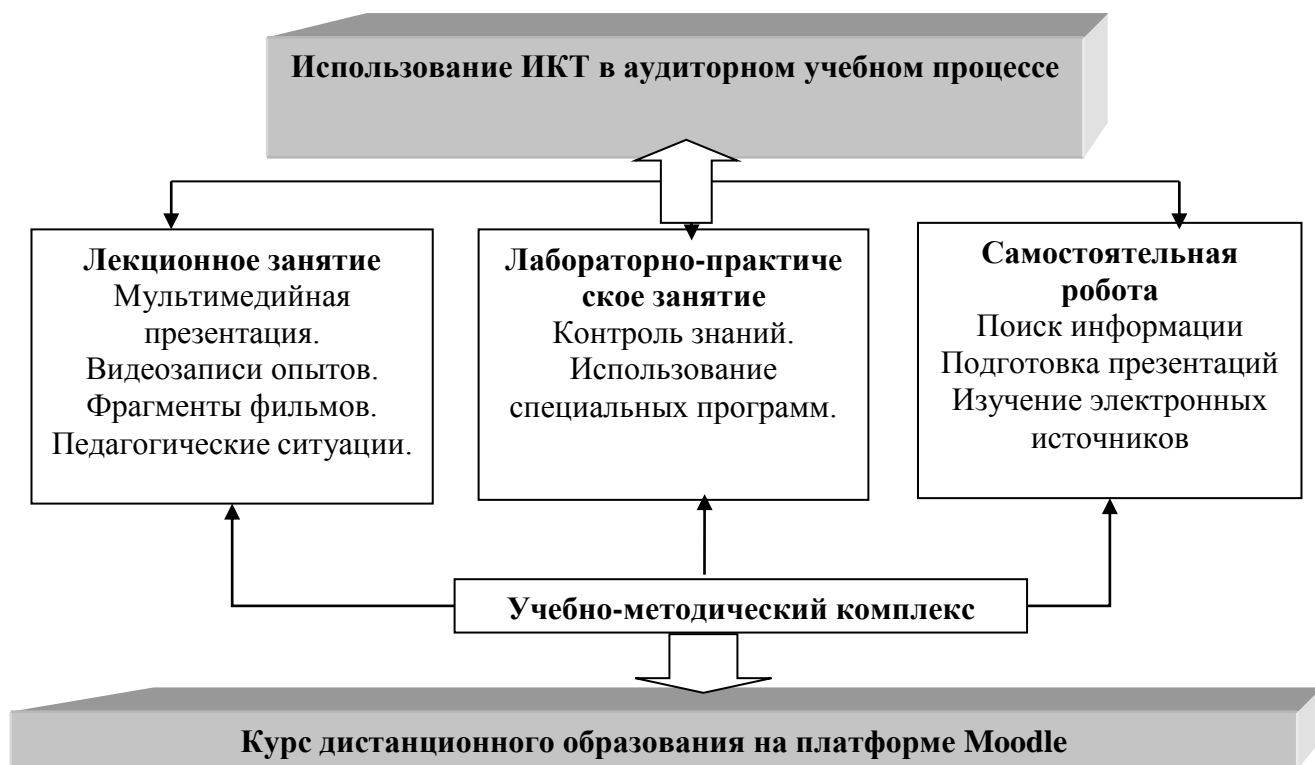 Использование ИКТ в аудиторном учебном процессе
Лекционное занятие
Мультимедийная
презентация.
Видеозаписи опытов.
Фрагменты фильмов.
Педагогические ситуации.
Лабораторно-практиче
ское занятие
Контроль знаний.
Использование
специальных программ.
Самостоятельная
робота
Поиск информации
Подготовка презентаций
Изучение электронных
источников
Учебно-методический комплекс
Курс дистанционного образования на платформе Moodle